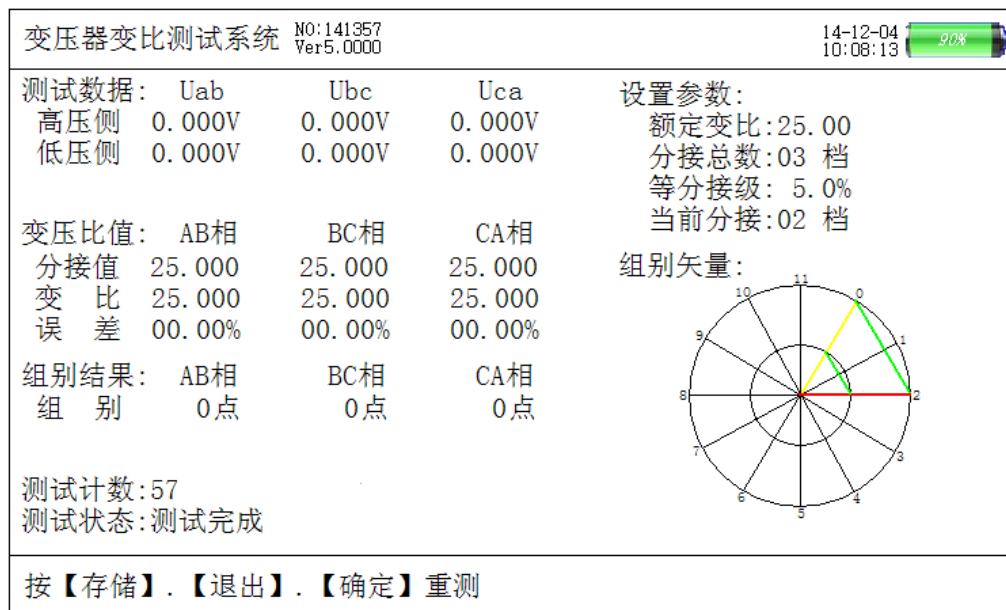 变压器变比测试系统 NO:141357
Ver5.0000
14-12-04
10:08:13
90%
测试数据: Uab Ubc Uca
高压侧 0.000V 0.000V 0.000V
低压侧 0.000V 0.000V 0.000V
变压比值: AB相 BC相 CA相
分接值 25.000 25.000 25.000
变 比 25.000 25.000 25.000
误 差 00.00% 00.00% 00.00%
组别结果: AB相 BC相 CA相
组 别 0点 0点 0点
测试计数:57
测试状态:测试完成
设置参数:
额定变比:25.00
分接总数:03 档
等分接级: 5.0%
当前分接:02 档
组别矢量:
11
0
1
2
3
4
5
6
7
8
9
10
按【存储】.【退出】.【确定】重测